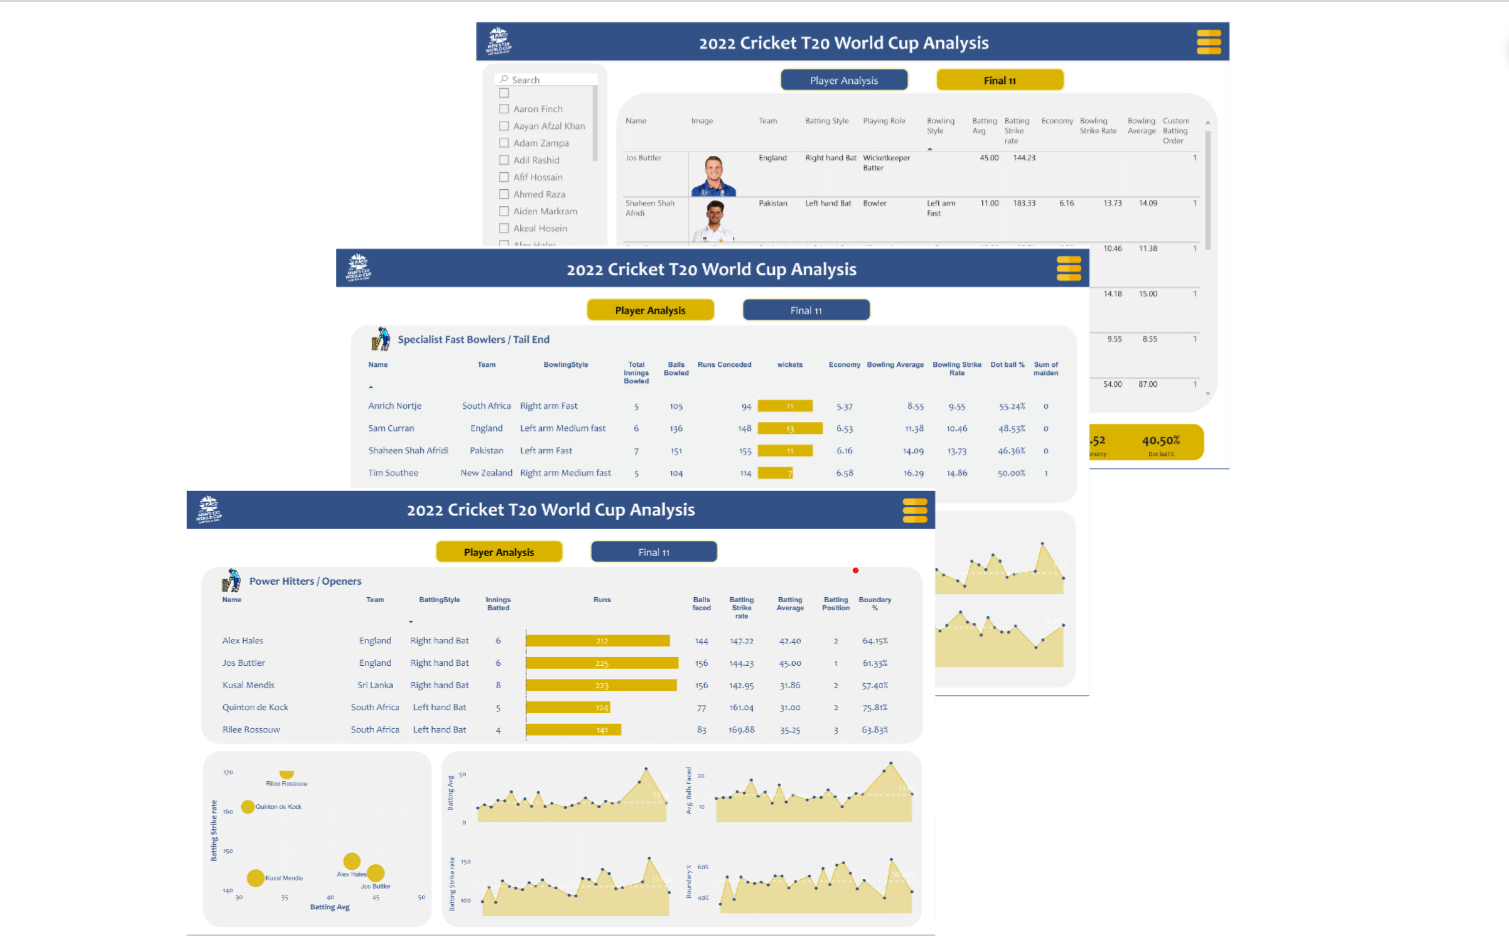 2022 Cricket T20 World Cup Analysis
Player Analysis
Final 11
Search
Aaron Finch
Aayan Afzal Khan
Adam Zampa
Adil Rashid
Afif Hossain
Ahmed Raza
Aiden Markram
Akeal Hosein
Alex Hales
Name Image Team Batting Style Playing Role Bowling Style Batting Avg Batting Strike rate Economy Bowling Strike Rate Bowling Average Custom Batting Order
Jos Buttler England Right hand Bat Wicketkeeper Batter 45.00 144.23 1
Shaheen Shah Afridi Pakistan Left hand Bat Bowler Left arm Fast 11.00 183.33 6.16 13.73 14.09 1
10.46 11.38 1
14.18 15.00 1
9.55 8.55 1
54.00 87.00 1
.52 40.50%
Dot ball %
2022 Cricket T20 World Cup Analysis
Player Analysis
Final 11
Specialist Fast Bowlers / Tail End
Name Team BowlingStyle Total Innings Bowled Balls Bowled Runs Conceded wickets Economy Bowling Average Bowling Strike Rate Dot ball % Sum of maiden
Anrich Nortje South Africa Right arm Fast 5 105 94 11 5.37 8.55 9.55 55.24% 0
Sam Curran England Left arm Medium fast 6 136 148 13 6.53 11.38 10.46 48.53% 0
Shaheen Shah Afridi Pakistan Left arm Fast 7 151 155 11 6.16 14.09 13.73 46.36% 0
Tim Southee New Zealand Right arm Medium fast 5 104 114 7 6.58 16.29 14.86 50.00% 1
2022 Cricket T20 World Cup Analysis
Player Analysis
Final 11
Power Hitters / Openers
Name Team BattingStyle Innings Batted Runs Balls faced Batting Strike rate Batting Average Batting Position Boundary %
Alex Hales England Right hand Bat 6 212 144 147.22 42.40 2 64.15%
Jos Buttler England Right hand Bat 6 225 156 144.23 45.00 1 61.33%
Kusal Mendis Sri Lanka Right hand Bat 8 223 156 142.95 31.86 2 57.40%
Quinton de Kock South Africa Left hand Bat 5 124 77 161.04 31.00 2 75.81%
Rilee Rossouw South Africa Left hand Bat 4 141 83 169.88 35.25 3 63.83%
Batting Strike rate
170
160
150
140
Rilee Rossouw
Quinton de Kock
Kusal Mendis
Alex Hales
Jos Buttler
30 35 40 45 50
Batting Avg
Batting Avg
50
0
Avg. Balls Faced
20
10
Batting Strike rate
150
100
Boundary %
60%
40%